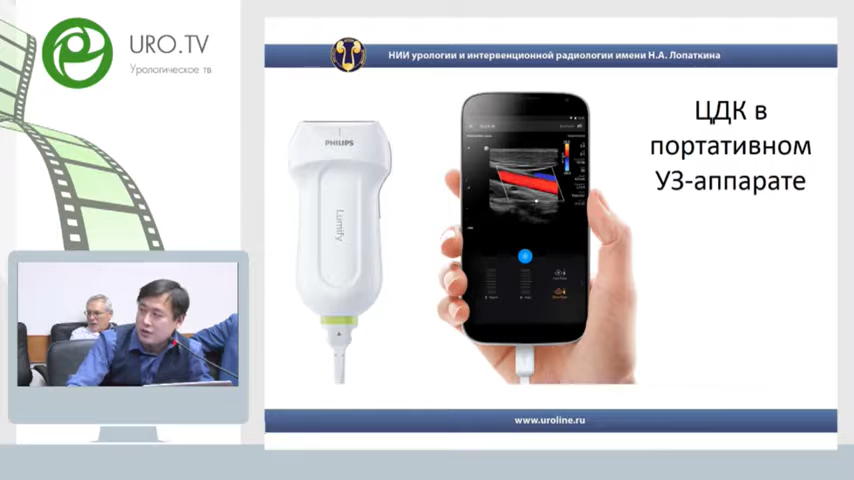 URO.TV
Урологическое тв
НИИ урологии и интервенционной радиологии имени Н.А. Лопаткина
ЦДК в
портативном
УЗ-аппарате
PHILIPS
Lumify
www.uroline.ru